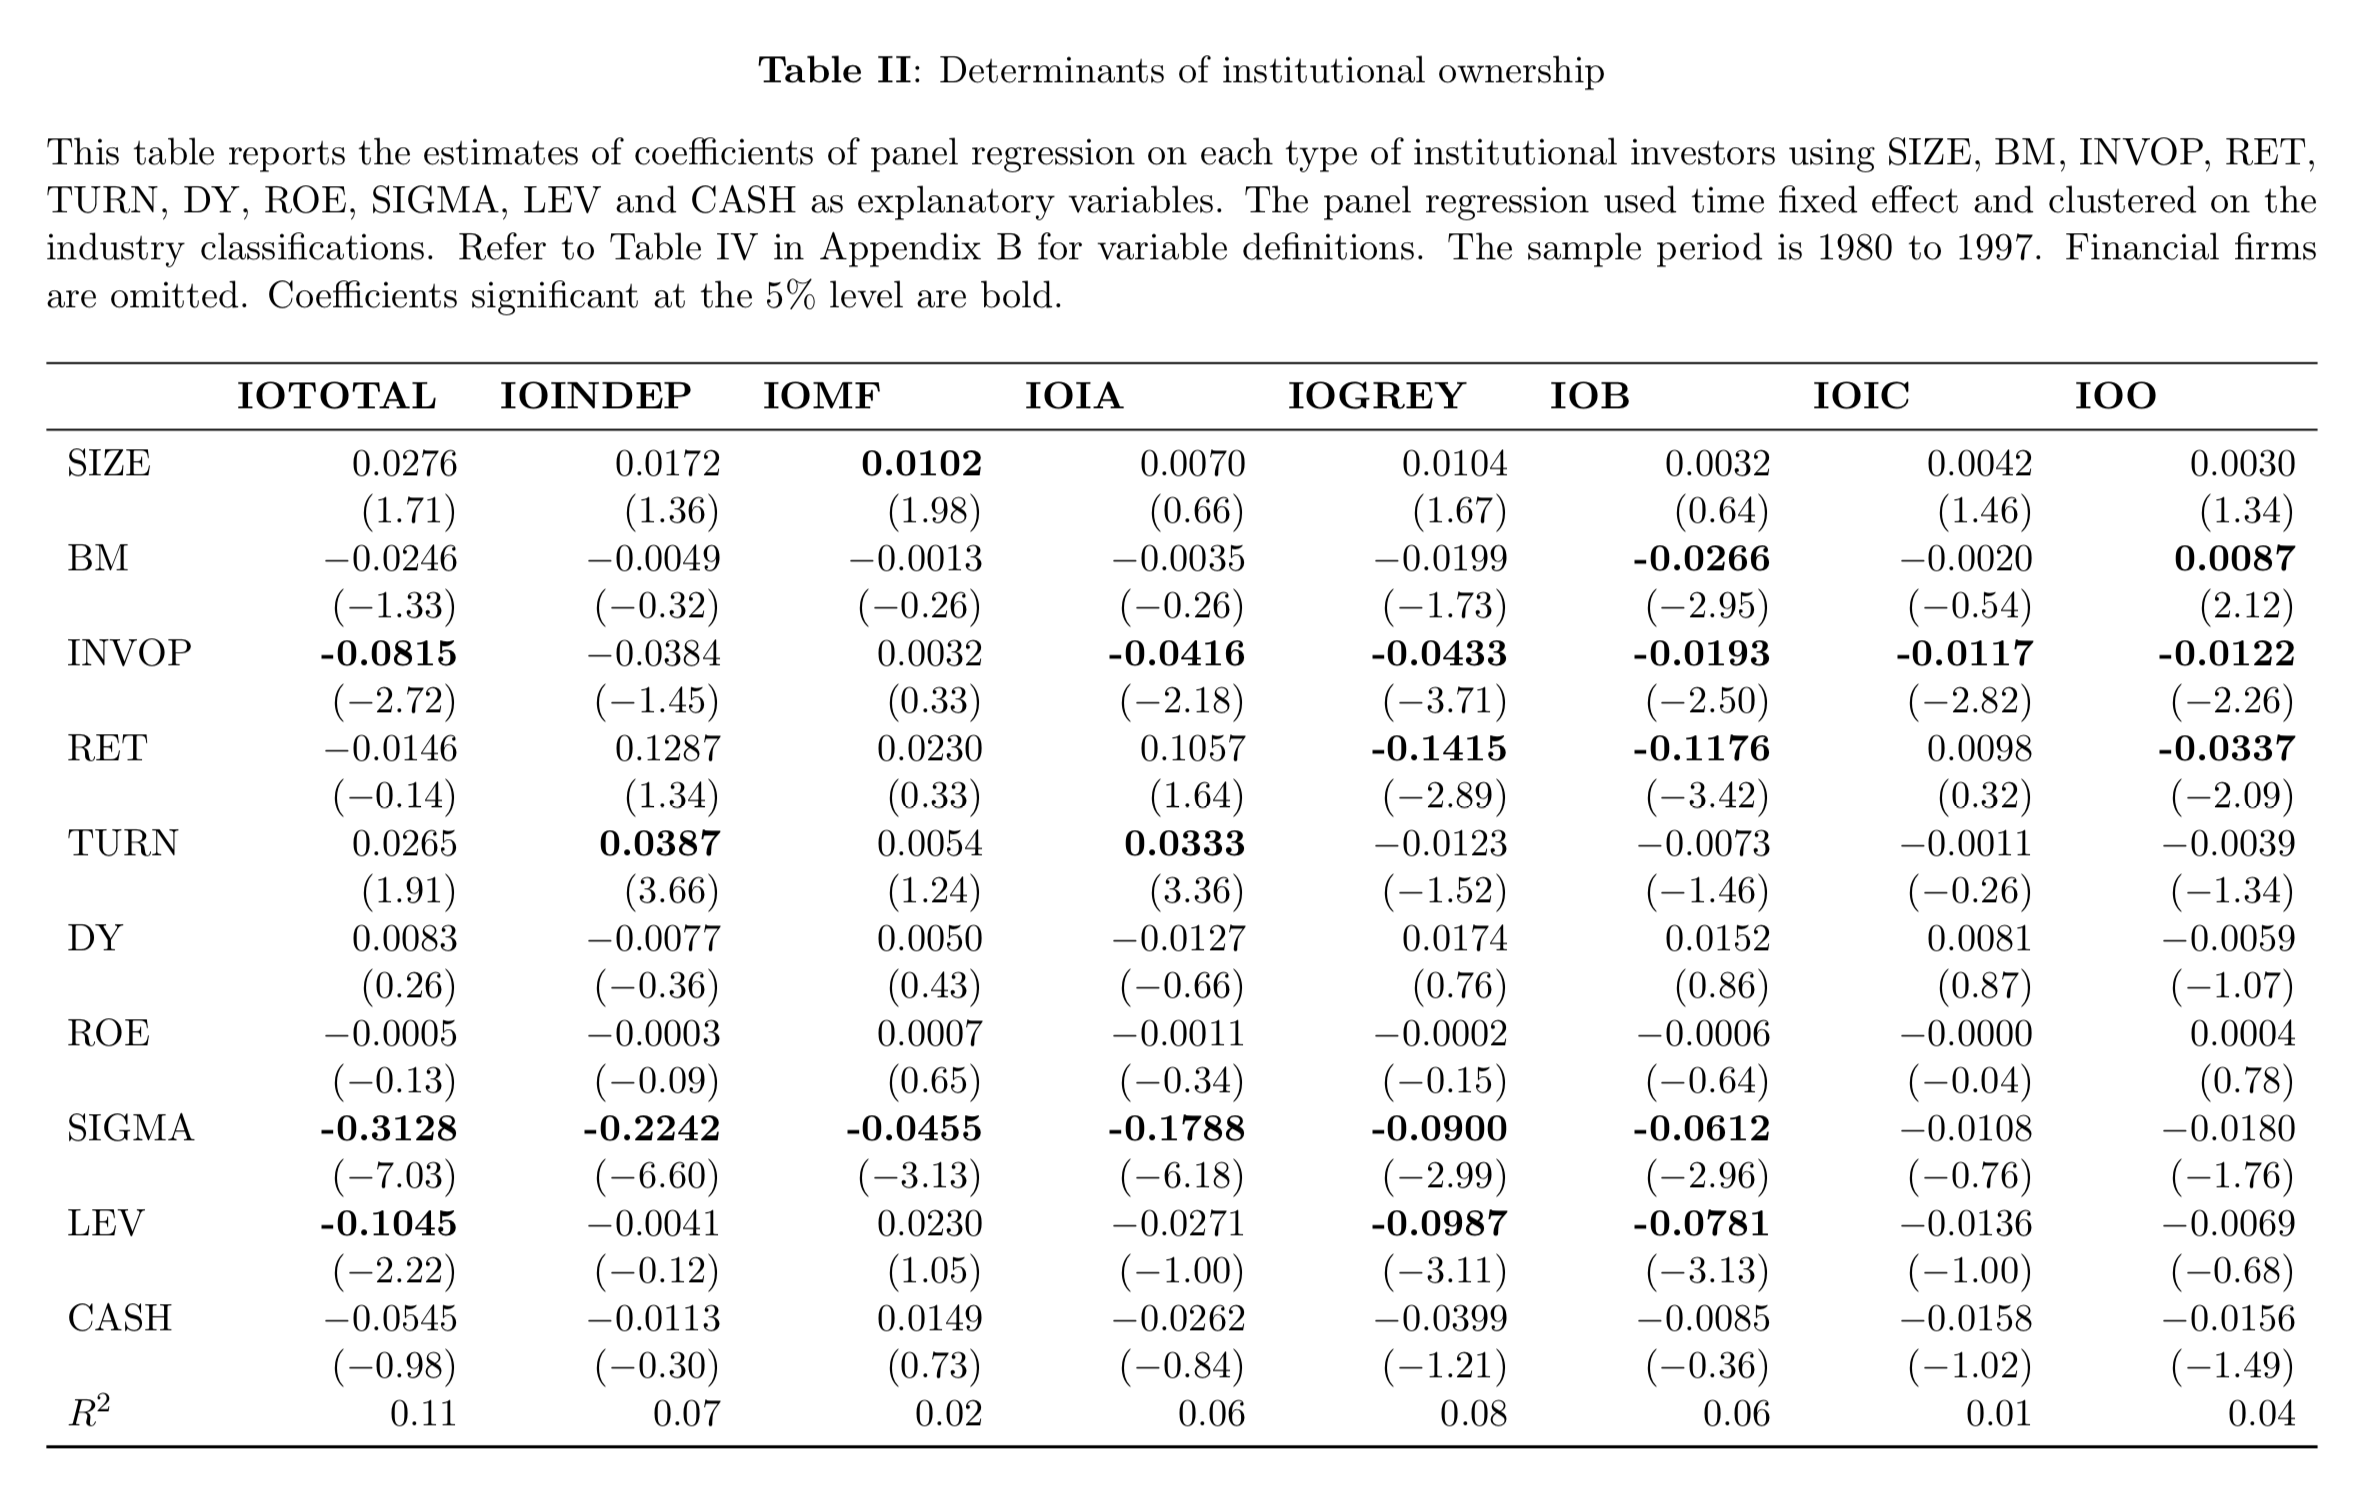 Table II: Determinants of institutional ownership
This table reports the estimates of coefficients of panel regression on each type of institutional investors using SIZE, BM, INVOP, RET,
TURN, DY, ROE, SIGMA, LEV and CASH as explanatory variables. The panel regression used time fixed effect and clustered on the
industry classifications. Refer to Table IV in Appendix B for variable definitions. The sample period is 1980 to 1997. Financial firms
are omitted. Coefficients significant at the 5% level are bold.
IOTOTAL IOINDEP IOMF IOIA IOGREY IOB IOIC IOO
SIZE 0.0276 0.0172 0.0102 0.0070 0.0104 0.0032 0.0042 0.0030
(1.71) (1.36) (1.98) (0.66) (1.67) (0.64) (1.46) (1.34)
BM −0.0246 −0.0049 −0.0013 −0.0035 −0.0199 -0.0266 −0.0020 0.0087
(−1.33) (−0.32) (−0.26) (−0.26) (−1.73) (−2.95) (−0.54) (2.12)
INVOP -0.0815 −0.0384 0.0032 -0.0416 -0.0433 -0.0193 -0.0117 -0.0122
(−2.72) (−1.45) (0.33) (−2.18) (−3.71) (−2.50) (−2.82) (−2.26)
RET −0.0146 0.1287 0.0230 0.1057 -0.1415 -0.1176 0.0098 -0.0337
(−0.14) (1.34) (0.33) (1.64) (−2.89) (−3.42) (0.32) (−2.09)
TURN 0.0265 0.0387 0.0054 0.0333 −0.0123 −0.0073 −0.0011 −0.0039
(1.91) (3.66) (1.24) (3.36) (−1.52) (−1.46) (−0.26) (−1.34)
DY 0.0083 −0.0077 0.0050 −0.0127 0.0174 0.0152 0.0081 −0.0059
(0.26) (−0.36) (0.43) (−0.66) (0.76) (0.86) (0.87) (−1.07)
ROE −0.0005 −0.0003 0.0007 −0.0011 −0.0002 −0.0006 −0.0000 0.0004
(−0.13) (−0.09) (0.65) (−0.34) (−0.15) (−0.64) (−0.04) (0.78)
SIGMA -0.3128 -0.2242 -0.0455 -0.1788 -0.0900 -0.0612 −0.0108 −0.0180
(−7.03) (−6.60) (−3.13) (−6.18) (−2.99) (−2.96) (−0.76) (−1.76)
LEV -0.1045 −0.0041 0.0230 −0.0271 -0.0987 -0.0781 −0.0136 −0.0069
(−2.22) (−0.12) (1.05) (−1.00) (−3.11) (−3.13) (−1.00) (−0.68)
CASH −0.0545 −0.0113 0.0149 −0.0262 −0.0399 −0.0085 −0.0158 −0.0156
(−0.98) (−0.30) (0.73) (−0.84) (−1.21) (−0.36) (−1.02) (−1.49)
R² 0.11 0.07 0.02 0.06 0.08 0.06 0.01 0.04